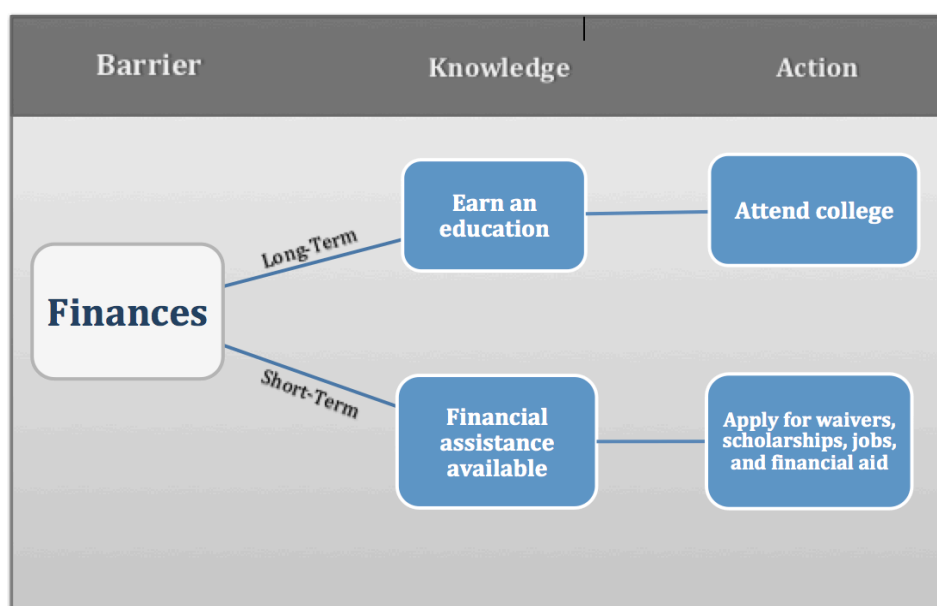 Barrier
Knowledge
Action
Earn an
education
Attend college
Long-Term
Finances
Short-Term
Financial
assistance
available
Apply for waivers,
scholarships, jobs,
and financial aid